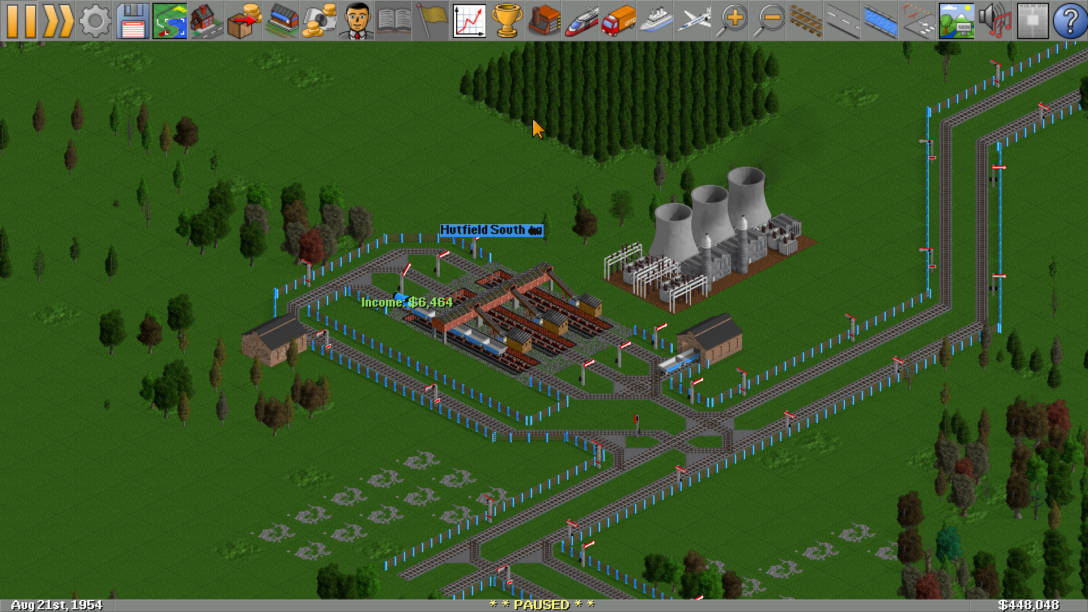 Hutfield South
Income: $6,464
Aug 21st, 1954
* * PAUSED * *
$448,048